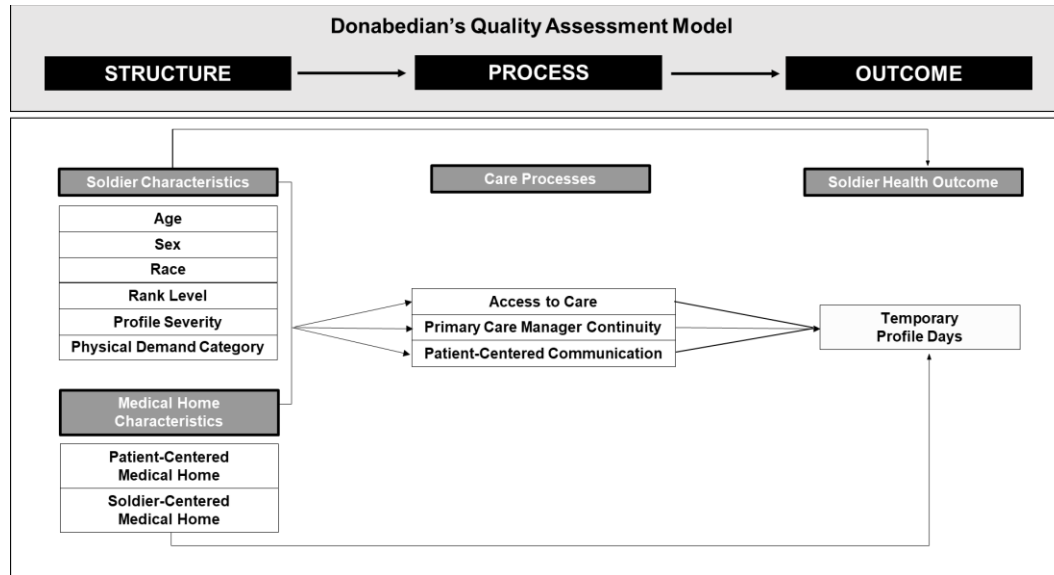 Donabedian's Quality Assessment Model
STRUCTURE
PROCESS
OUTCOME
Soldier Characteristics
Care Processes
Soldier Health Outcome
Age
Sex
Race
Rank Level
Profile Severity
Physical Demand Category
Access to Care
Primary Care Manager Continuity
Patient-Centered Communication
Temporary
Profile Days
Medical Home
Characteristics
Patient-Centered
Medical Home
Soldier-Centered
Medical Home